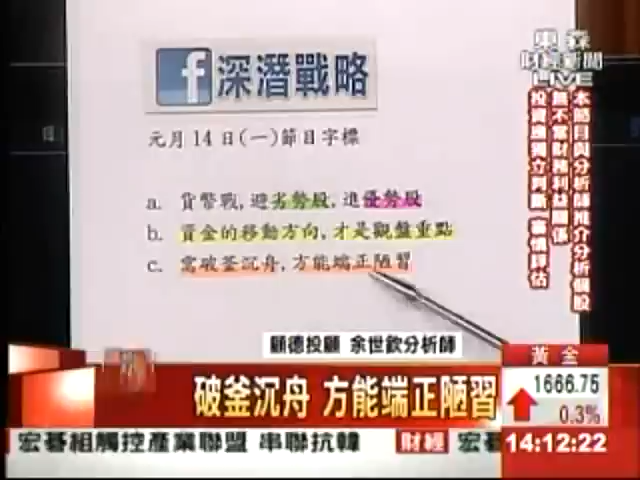 東森
財經新聞
LIVE
f 深潛戰略
元月14日(一)節目字標
a. 貨幣戰,避劣勢股,進優勢股
b. 資金的移動方向,才是觀盤重點
c. 需破釜沉舟,方能端正陋習
本節目與分析師推介分析個股
無不當財務利益關係
投資應獨立判斷 審慎評估
顧德投顧 余世欽分析師
破釜沉舟 方能端正陋習
黃金
1666.75
0.3%
宏碁組觸控產業聯盟 串聯抗韓
財經
宏碁
14:12:22